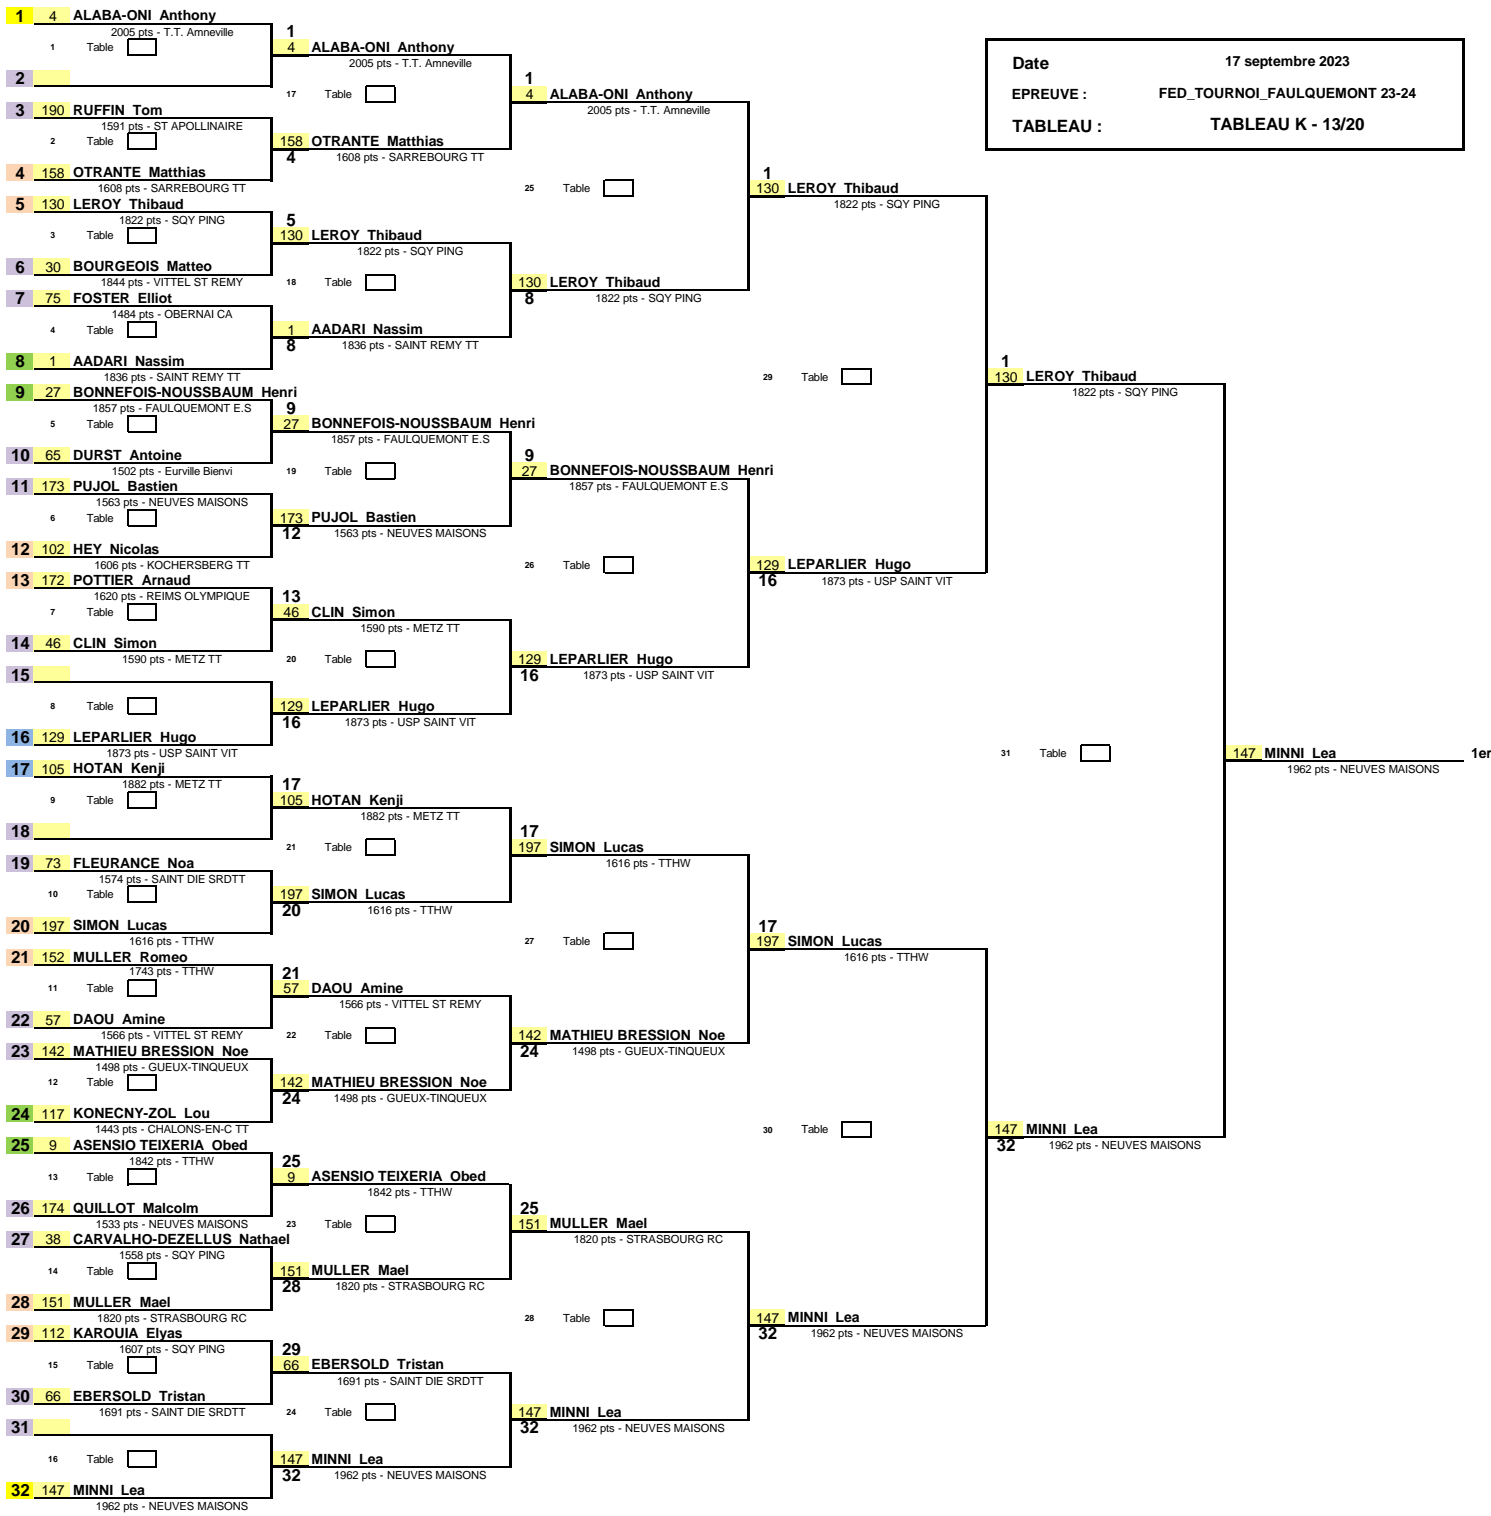 Date 17 septembre 2023
EPREUVE : FED_TOURNOI_FAULQUEMONT 23-24
TABLEAU : TABLEAU K - 13/20
1 4 ALABA-ONI Anthony
2005 pts - T.T. Amneville
1 Table
2
3 190 RUFFIN Tom
1591 pts - ST APOLLINAIRE
2 Table
4 158 OTRANTE Matthias
1608 pts - SARREBOURG TT
5 130 LEROY Thibaud
1822 pts - SQY PING
3 Table
6 30 BOURGEOIS Matteo
1844 pts - VITTEL ST REMY
7 75 FOSTER Elliot
1484 pts - OBERNAI CA
4 Table
8 1 AADARI Nassim
1836 pts - SAINT REMY TT
9 27 BONNEFOIS-NOUSSBAUM Henri
1857 pts - FAULQUEMONT E.S
5 Table
10 65 DURST Antoine
1502 pts - Eurville Bienvi
11 173 PUJOL Bastien
1563 pts - NEUVES MAISONS
6 Table
12 102 HEY Nicolas
1606 pts - KOCHERSBERG TT
13 172 POTTIER Arnaud
1620 pts - REIMS OLYMPIQUE
7 Table
14 46 CLIN Simon
1590 pts - METZ TT
15
8 Table
16 129 LEPARLIER Hugo
1873 pts - USP SAINT VIT
17 105 HOTAN Kenji
1882 pts - METZ TT
9 Table
18
19 73 FLEURANCE Noa
1574 pts - SAINT DIE SRDTT
10 Table
20 197 SIMON Lucas
1616 pts - TTHW
21 152 MULLER Romeo
1743 pts - TTHW
11 Table
22 57 DAOU Amine
1566 pts - VITTEL ST REMY
23 142 MATHIEU BRESSION Noe
1498 pts - GUEUX-TINQUEUX
12 Table
24 117 KONECNY-ZOL Lou
1443 pts - CHALONS-EN-C TT
25 9 ASENSIO TEIXERIA Obed
1842 pts - TTHW
13 Table
26 174 QUILLOT Malcolm
1533 pts - NEUVES MAISONS
27 38 CARVALHO-DEZELLUS Nathael
1558 pts - SQY PING
14 Table
28 151 MULLER Mael
1820 pts - STRASBOURG RC
29 112 KAROUIA Elyas
1607 pts - SQY PING
15 Table
30 66 EBERSOLD Tristan
1691 pts - SAINT DIE SRDTT
31
16 Table
32 147 MINNI Lea
1962 pts - NEUVES MAISONS
1
4 ALABA-ONI Anthony
2005 pts - T.T. Amneville
17 Table
158 OTRANTE Matthias
4 1608 pts - SARREBOURG TT
5
130 LEROY Thibaud
1822 pts - SQY PING
18 Table
1 AADARI Nassim
8 1836 pts - SAINT REMY TT
9
27 BONNEFOIS-NOUSSBAUM Henri
1857 pts - FAULQUEMONT E.S
19 Table
173 PUJOL Bastien
12 1563 pts - NEUVES MAISONS
13
46 CLIN Simon
1590 pts - METZ TT
20 Table
129 LEPARLIER Hugo
16 1873 pts - USP SAINT VIT
17
105 HOTAN Kenji
1882 pts - METZ TT
21 Table
197 SIMON Lucas
20 1616 pts - TTHW
21
57 DAOU Amine
1566 pts - VITTEL ST REMY
22 Table
142 MATHIEU BRESSION Noe
24 1498 pts - GUEUX-TINQUEUX
25
9 ASENSIO TEIXERIA Obed
1842 pts - TTHW
23 Table
151 MULLER Mael
28 1820 pts - STRASBOURG RC
29
66 EBERSOLD Tristan
1691 pts - SAINT DIE SRDTT
24 Table
147 MINNI Lea
32 1962 pts - NEUVES MAISONS
1
4 ALABA-ONI Anthony
2005 pts - T.T. Amneville
25 Table
130 LEROY Thibaud
8 1822 pts - SQY PING
9
27 BONNEFOIS-NOUSSBAUM Henri
1857 pts - FAULQUEMONT E.S
26 Table
129 LEPARLIER Hugo
16 1873 pts - USP SAINT VIT
17
197 SIMON Lucas
1616 pts - TTHW
27 Table
142 MATHIEU BRESSION Noe
24 1498 pts - GUEUX-TINQUEUX
25
151 MULLER Mael
1820 pts - STRASBOURG RC
28 Table
147 MINNI Lea
32 1962 pts - NEUVES MAISONS
1
130 LEROY Thibaud
1822 pts - SQY PING
29 Table
129 LEPARLIER Hugo
16 1873 pts - USP SAINT VIT
17
197 SIMON Lucas
1616 pts - TTHW
30 Table
147 MINNI Lea
32 1962 pts - NEUVES MAISONS
1
130 LEROY Thibaud
1822 pts - SQY PING
31 Table
147 MINNI Lea
32 1962 pts - NEUVES MAISONS
147 MINNI Lea 1er
1962 pts - NEUVES MAISONS